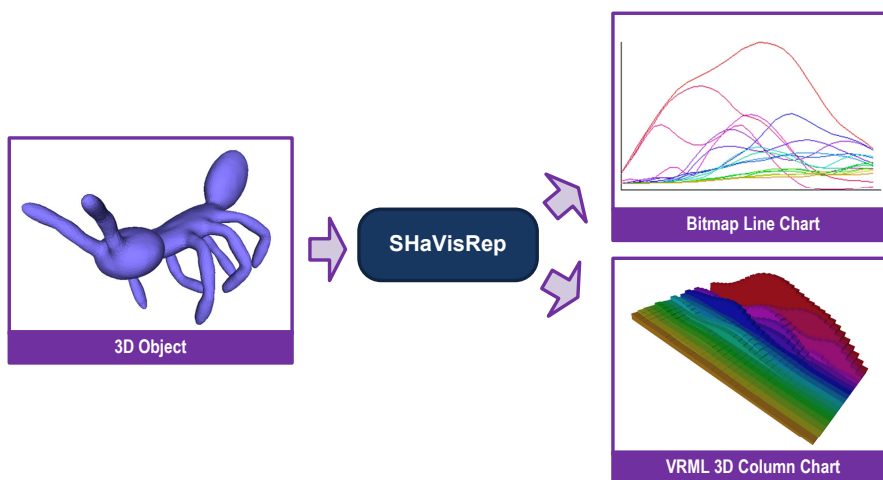 3D Object
SHaVisRep
Bitmap Line Chart
VRML 3D Column Chart